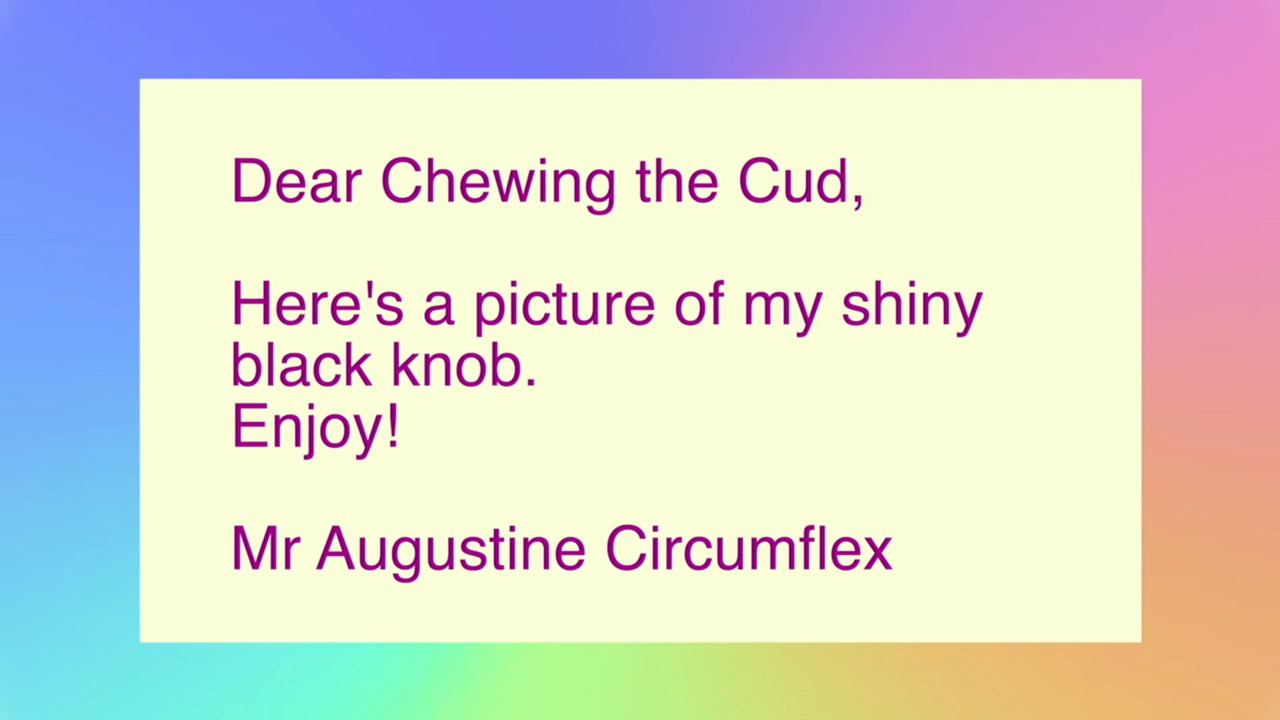 Dear Chewing the Cud,
Here's a picture of my shiny
black knob.
Enjoy!
Mr Augustine Circumflex